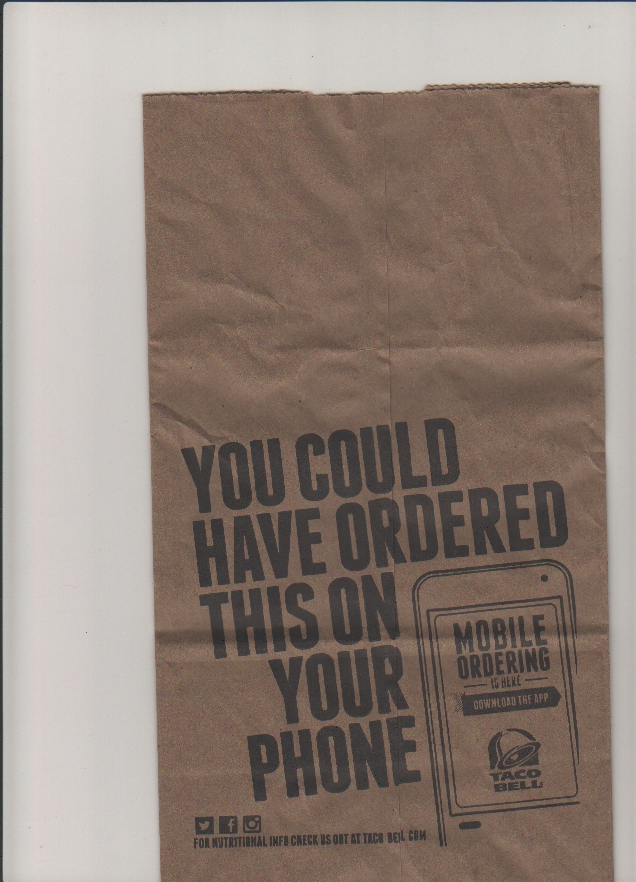 YOU COULD
HAVE ORDERED
THIS ON
YOUR
PHONE
MOBILE
ORDERING
IS HERE
DOWNLOAD THE APP
TACO
BELL
FOR NUTRITIONAL INFO CHECK US OUT AT TACO BELL COM